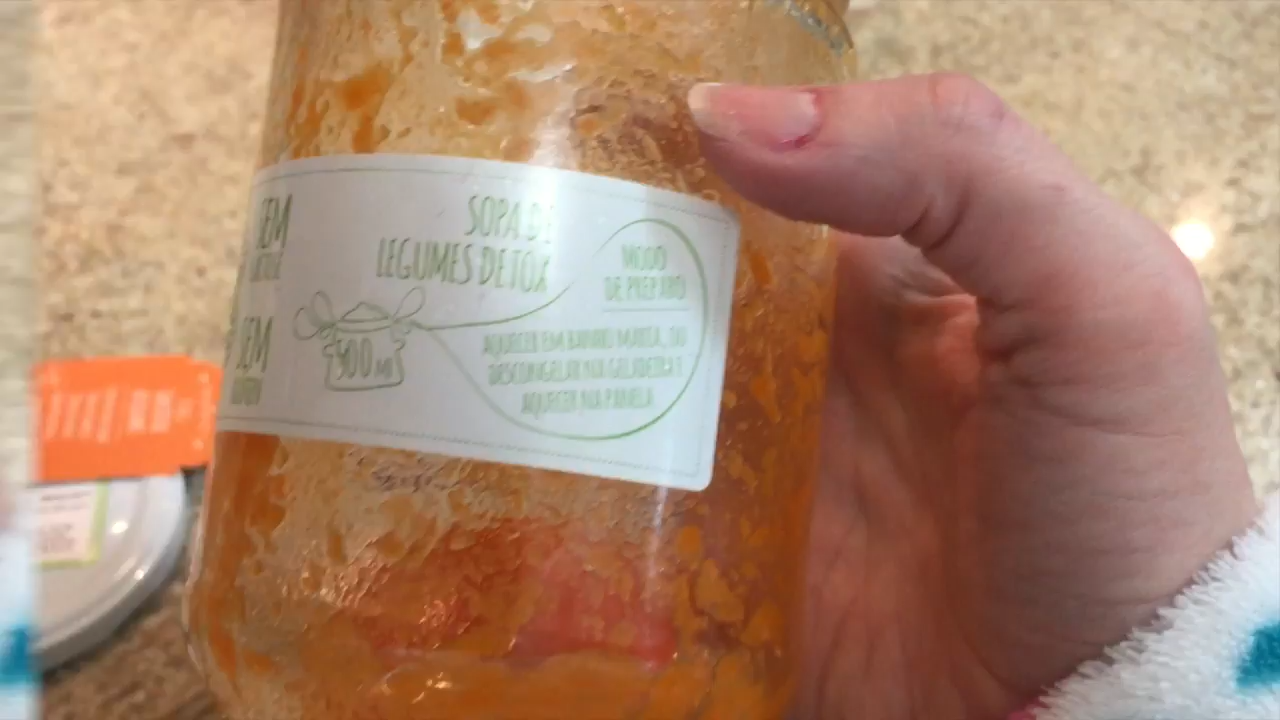 SEM
SEM
SOPA DE
LEGUMES DETOX
500 ML
MODO
DE PREPARO
AQUECER EM BANHO MARIA, OU
DESCONGELAR NA GELADEIRA E
AQUECER NA PANELA